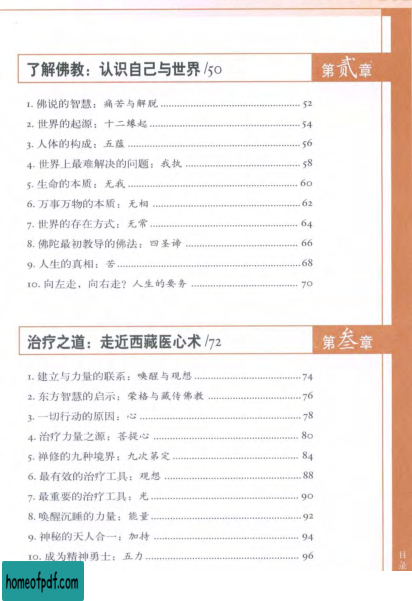 了解佛教：认识自己与世界/50 第贰章
1. 佛说的智慧：痛苦与解脱 52
2. 世界的起源：十二缘起 54
3. 人体的构成：五蕴 56
4. 世界上最难解决的问题：我执 58
5. 生命的本质：无我 60
6. 万事万物的本质：无相 62
7. 世界的存在方式：无常 64
8. 佛陀最初教导的佛法：四圣谛 66
9. 人生的真相：苦 68
10. 向左走，向右走？人生的要务 70
治疗之道：走近西藏医心术/72 第叁章
1. 建立与力量的联系：唤醒与观想 74
2. 东方智慧的启示：荣格与藏传佛教 76
3. 一切行动的原因：心 78
4. 治疗力量之源：菩提心 80
5. 禅修的九种境界：九次第定 84
6. 最有效的治疗工具：观想 88
7. 最重要的治疗工具：光 90
8. 唤醒沉睡的力量：能量 92
9. 神秘的天人合一：加持 94
10. 成为精神勇士：五力 96
目录
homeofpdf.com